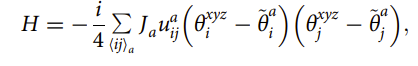 H = -\frac{i}{4} \sum_{\langle ij \rangle_a} J_a u_{ij}^a \left( \theta_i^{xyz} - \tilde{\theta}_i^a \right) \left( \theta_j^{xyz} - \tilde{\theta}_j^a \right),